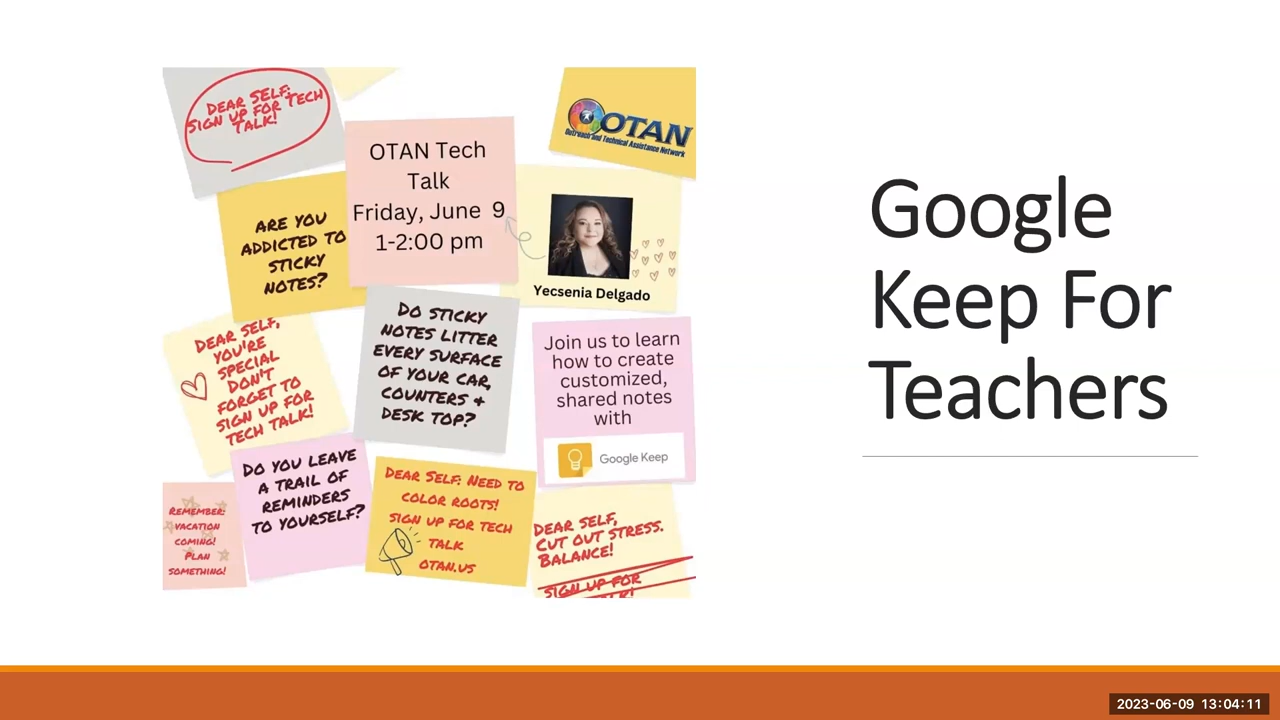 DEAR SELF:
SIGN UP FOR TECH
TALK!
OTAN
Outreach and Technical Assistance Network
OTAN Tech
Talk
Friday, June 9
1-2:00 pm
ARE YOU
ADDICTED TO
STICKY
NOTES?
Yecsenia Delgado
DEAR SELF,
YOU'RE
SPECIAL
DON'T
FORGET TO
SIGN UP FOR
TECH TALK!
DO STICKY
NOTES LITTER
EVERY SURFACE
OF YOUR CAR,
COUNTERS +
DESK TOP?
Join us to learn
how to create
customized,
shared notes
with
Google Keep
DO YOU LEAVE
A TRAIL OF
REMINDERS
TO YOURSELF?
REMEMBER:
VACATION
COMING!
PLAN
SOMETHING!
DEAR SELF: NEED TO
COLOR ROOTS!
SIGN UP FOR TECH
TALK
OTAN.US
DEAR SELF,
CUT OUT STRESS.
BALANCE!
SIGN UP FOR
Google
Keep For
Teachers
2023-06-09 13:04:11